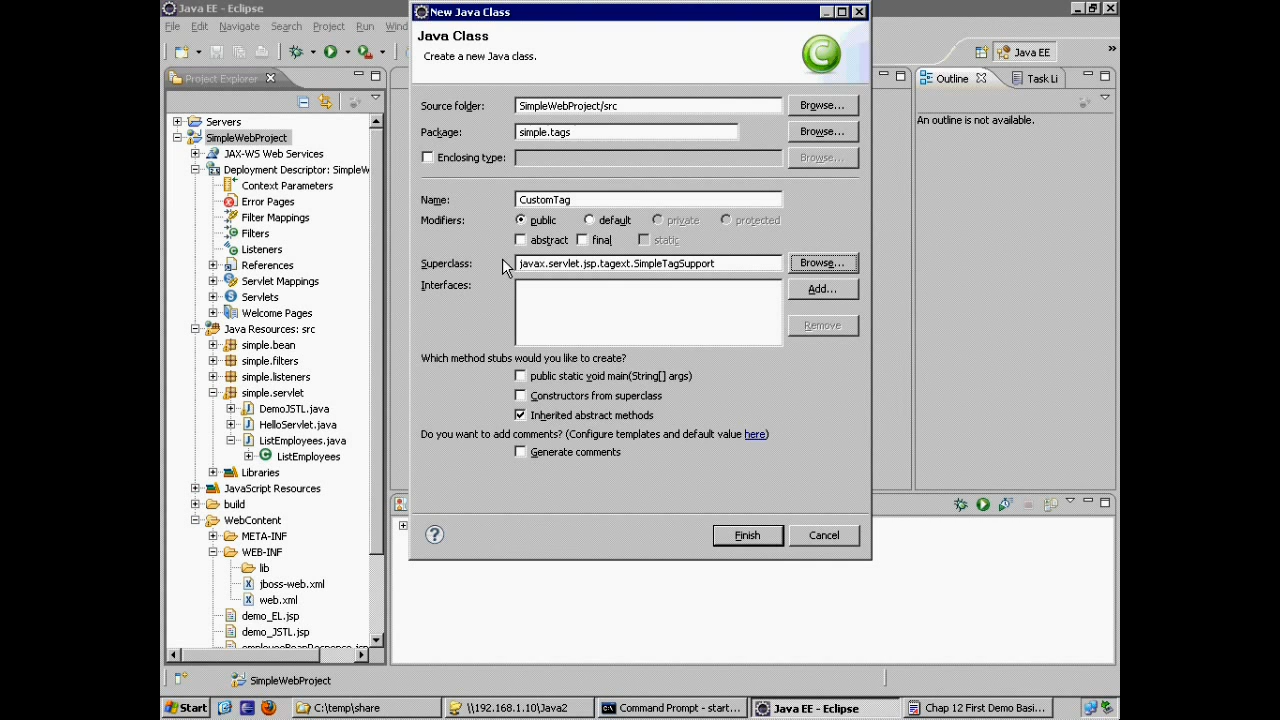 Java EE - Eclipse
File Edit Navigate Search Project Run Wind
Java EE
Project Explorer
Servers
SimpleWebProject
JAX-WS Web Services
Deployment Descriptor: SimpleW
Context Parameters
Error Pages
Filter Mappings
Filters
Listeners
References
Servlet Mappings
Servlets
Welcome Pages
Java Resources: src
simple.bean
simple.filters
simple.listeners
simple.servlet
DemoJSTL.java
HelloServlet.java
ListEmployees.java
ListEmployees
Libraries
JavaScript Resources
build
WebContent
META-INF
WEB-INF
lib
jboss-web.xml
web.xml
demo_EL.jsp
demo_JSTL.jsp
New Java Class
Java Class
Create a new Java class.
Source folder: SimpleWebProject/src Browse...
Package: simple.tags Browse...
Enclosing type: Browse...
Name: CustomTag
Modifiers: public default private protected
abstract final static
Superclass: javax.servlet.jsp.tagext.SimpleTagSupport Browse...
Interfaces: Add...
Remove
Which method stubs would you like to create?
public static void main(String[] args)
Constructors from superclass
Inherited abstract methods
Do you want to add comments? (Configure templates and default value here)
Generate comments
? Finish Cancel
Outline Task Li
An outline is not available.
SimpleWebProject
Start C:\temp\share \\192.168.1.10\Java2 Command Prompt - start... Java EE - Eclipse Chap 12 First Demo Basi...